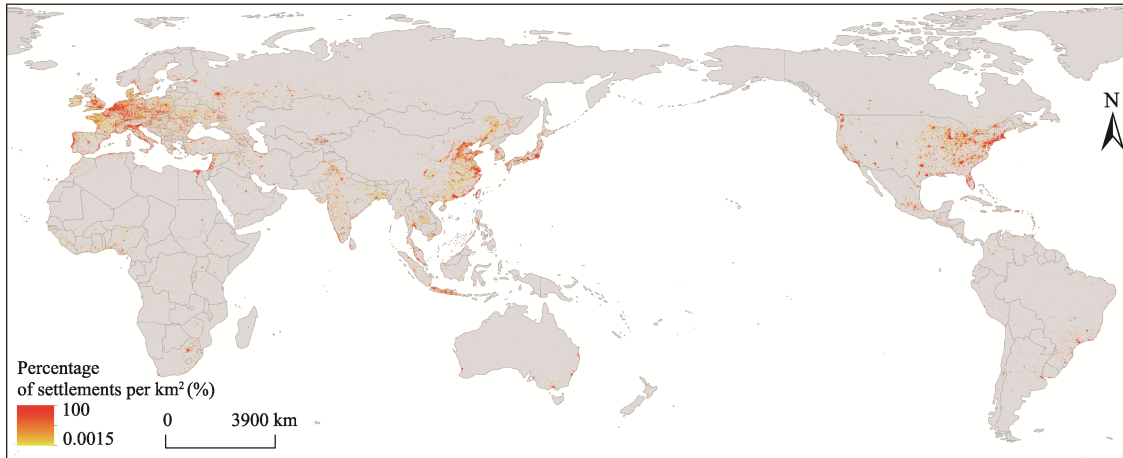 N
Percentage
of settlements per km² (%)
100
0.0015
0 3900 km